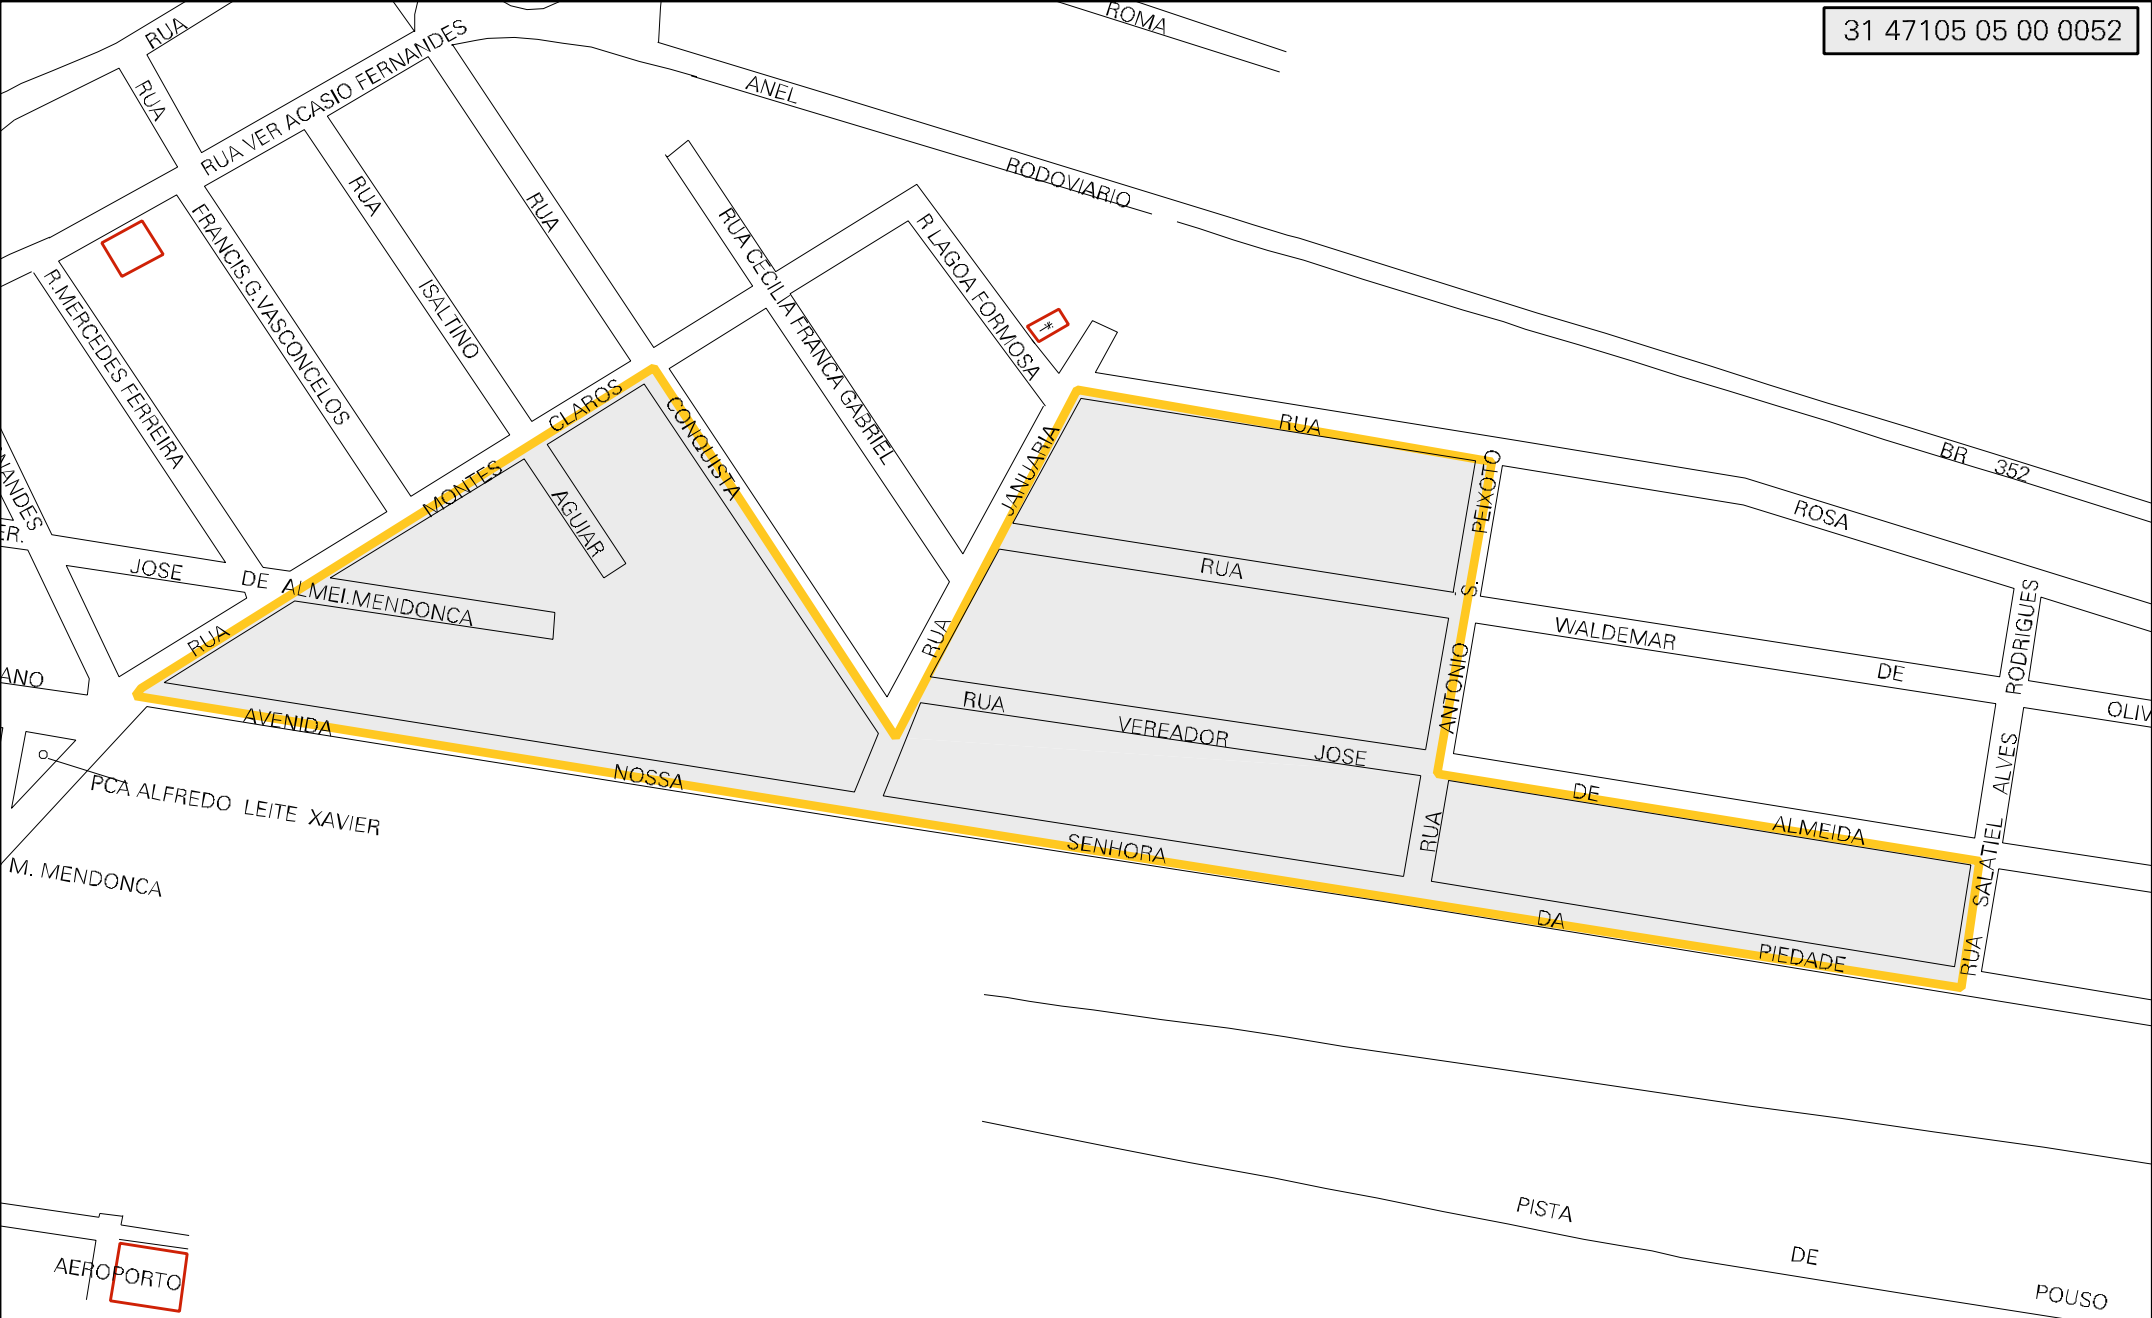 31 47105 05 00 0052
ROMA
RUA
RUA
RUA VER ACASIO FERNANDES
ANEL
RODOVIARIO
BR 352
RUA
ISALTINO
RUA
FRANCIS.G.VASCONCELOS
R.MERCEDES FERREIRA
RUA CECILIA FRANCA GABRIEL
R LAGOA FORMOSA
NANDES
ER.
JOSE DE ALMEI.MENDONCA
RUA MONTES CLAROS
CONQUISTA
AGUIAR
RUA JANUARIA
RUA
ROSA
RUA
WALDEMAR
DE
OLIV
RUA ANTONIO S. PEIXOTO
RUA SALATIEL ALVES RODRIGUES
RUA VEREADOR JOSE
DE ALMEIDA
ANO
AVENIDA NOSSA SENHORA DA PIEDADE
PCA ALFREDO LEITE XAVIER
M. MENDONCA
AEROPORTO
PISTA DE POUSO